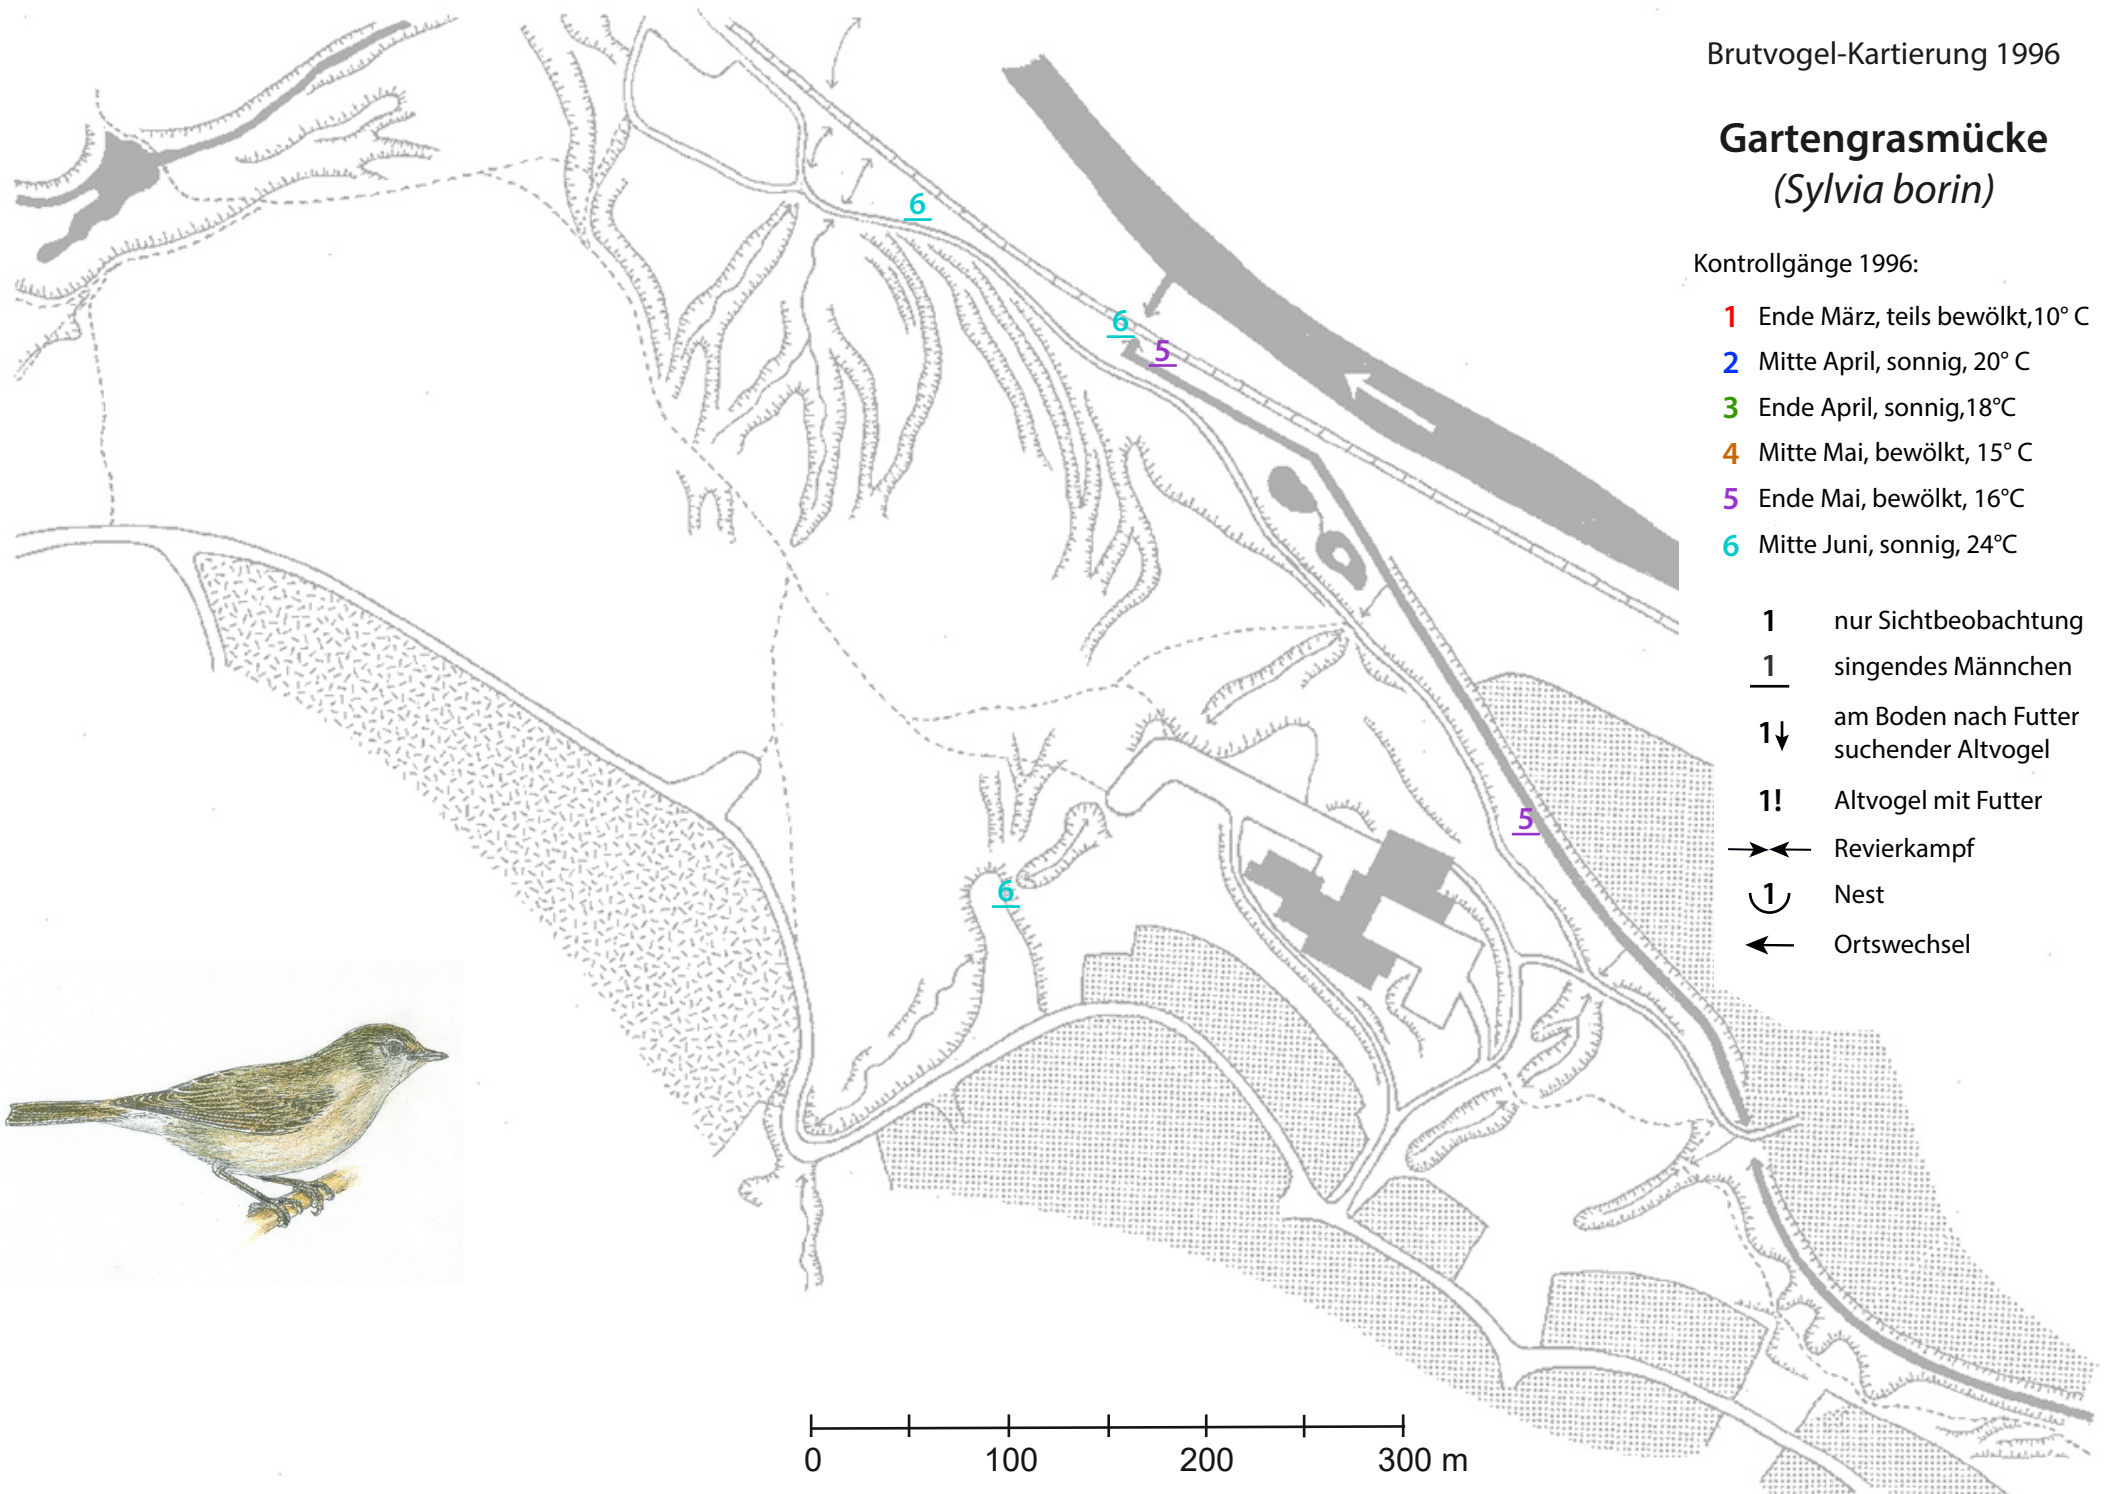 Brutvogel-Kartierung 1996
Gartengrasmücke
(Sylvia borin)
Kontrollgänge 1996:
1 Ende März, teils bewölkt,10° C
2 Mitte April, sonnig, 20° C
3 Ende April, sonnig,18°C
4 Mitte Mai, bewölkt, 15° C
5 Ende Mai, bewölkt, 16°C
6 Mitte Juni, sonnig, 24°C
1 nur Sichtbeobachtung
1 singendes Männchen
1 am Boden nach Futter
suchender Altvogel
1! Altvogel mit Futter
Revierkampf
1 Nest
Ortswechsel
6
6
5
5
6
0 100 200 300 m